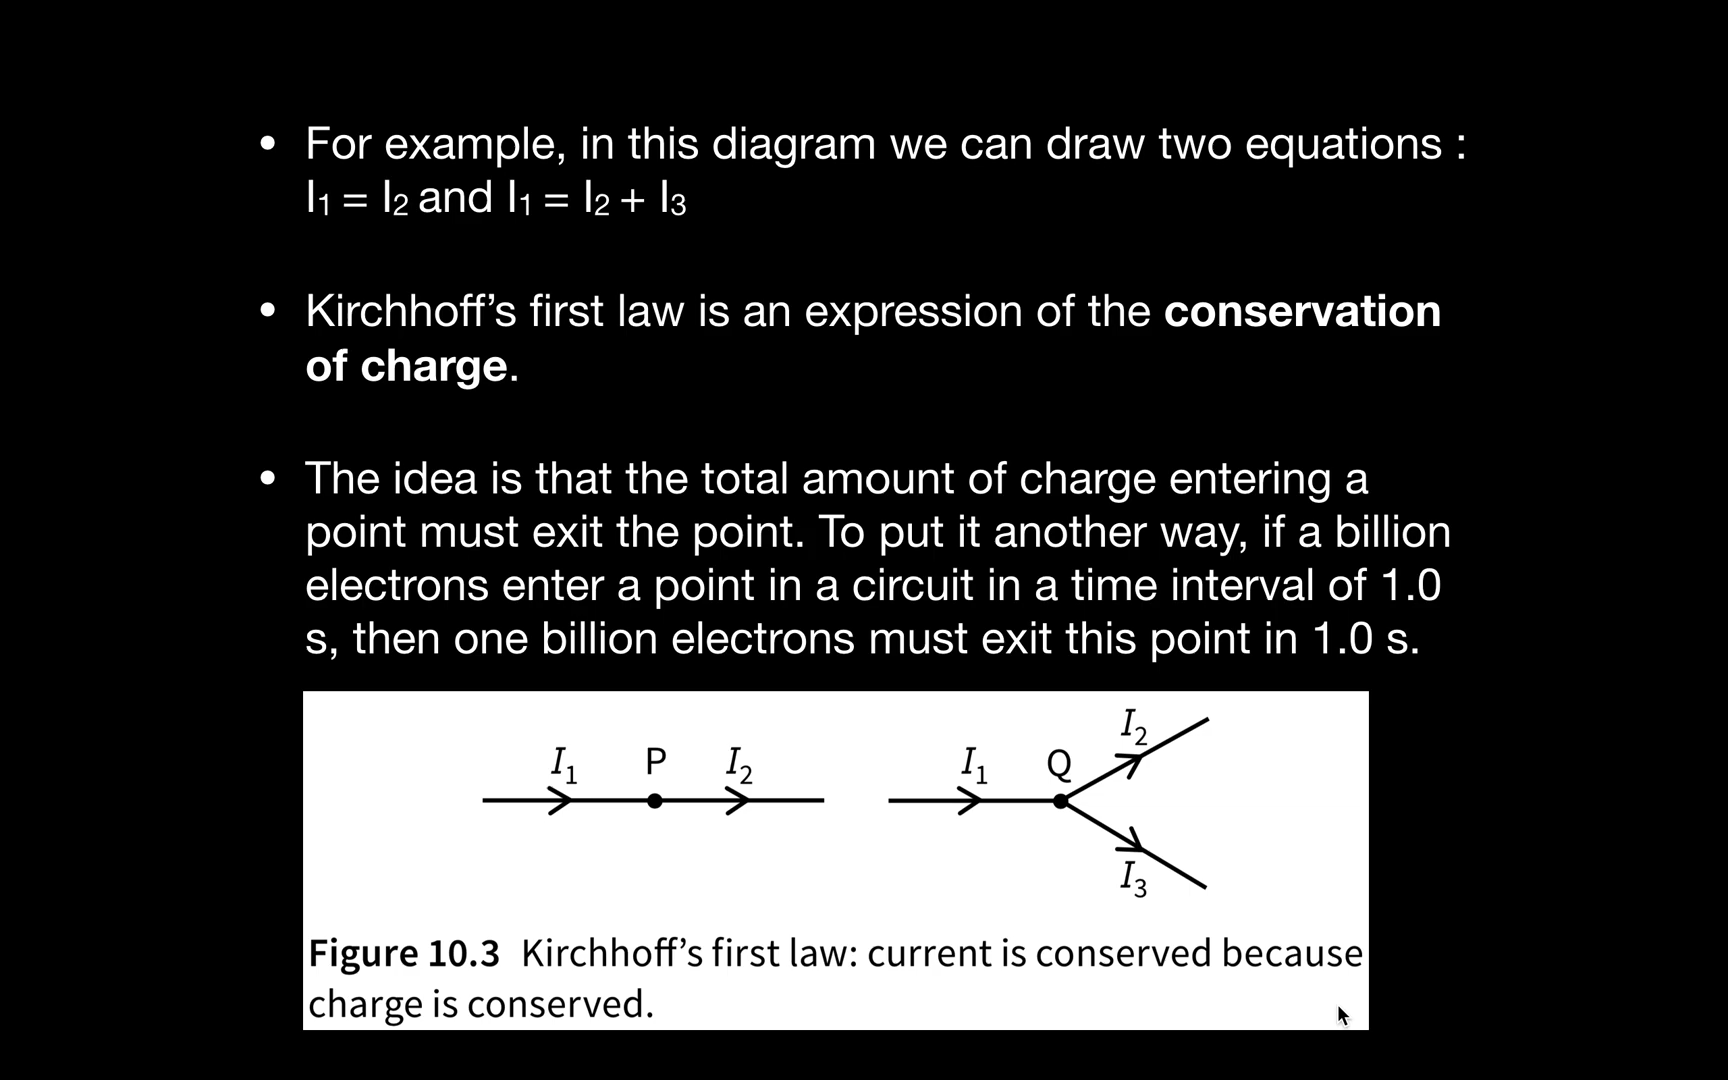 • For example, in this diagram we can draw two equations :
I₁ = I₂ and I₁ = I₂ + I₃
• Kirchhoff’s first law is an expression of the conservation
of charge.
• The idea is that the total amount of charge entering a
point must exit the point. To put it another way, if a billion
electrons enter a point in a circuit in a time interval of 1.0
s, then one billion electrons must exit this point in 1.0 s.
I₁ P I₂
I₁ Q I₂
I₃
Figure 10.3 Kirchhoff’s first law: current is conserved because
charge is conserved.